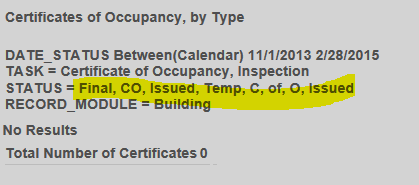 Certificates of Occupancy, by Type
DATE_STATUS Between(Calendar) 11/1/2013 2/28/2015
TASK = Certificate of Occupancy, Inspection
STATUS = Final, CO, Issued, Temp, C, of, O, Issued
RECORD_MODULE = Building
No Results
Total Number of Certificates 0